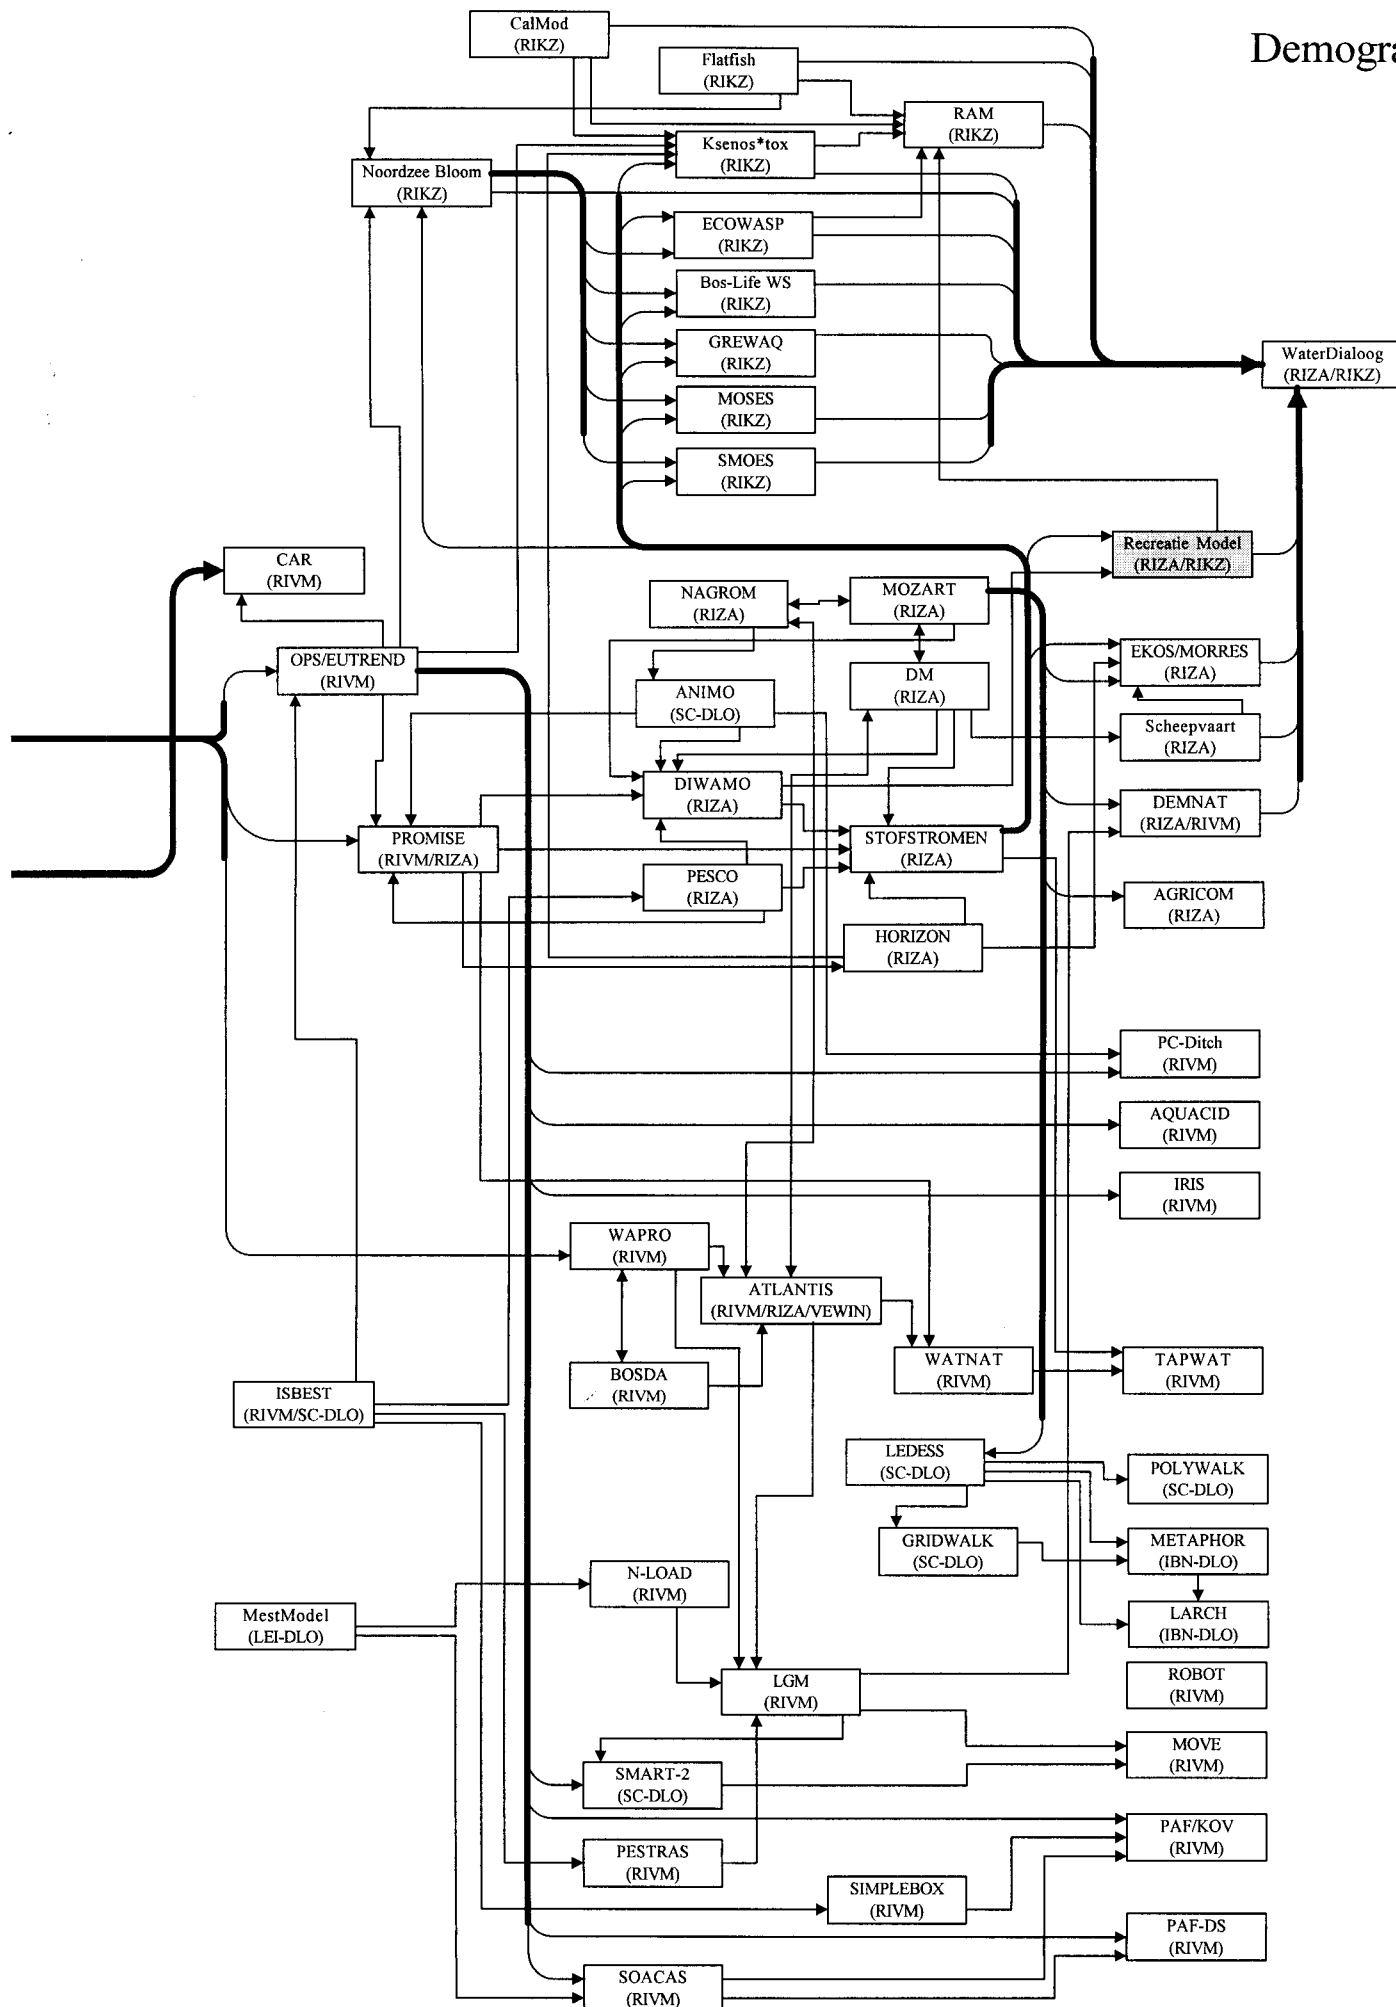 CalMod
(RIKZ)
Demogra
Flatfish
(RIKZ)
RAM
(RIKZ)
Ksenos*tox
(RIKZ)
Noordzee Bloom
(RIKZ)
ECOWASP
(RIKZ)
Bos-Life WS
(RIKZ)
GREWAQ
(RIKZ)
WaterDialoog
(RIZA/RIKZ)
MOSES
(RIKZ)
SMOES
(RIKZ)
Recreatie Model
(RIZA/RIKZ)
CAR
(RIVM)
NAGROM
(RIZA)
MOZART
(RIZA)
OPS/EUTREND
(RIVM)
EKOS/MORRES
(RIZA)
DM
(RIZA)
ANIMO
(SC-DLO)
Scheepvaart
(RIZA)
DIWAMO
(RIZA)
DEMNAT
(RIZA/RIVM)
PROMISE
(RIVM/RIZA)
STOFSTROMEN
(RIZA)
PESCO
(RIZA)
AGRICOM
(RIZA)
HORIZON
(RIZA)
PC-Ditch
(RIVM)
AQUACID
(RIVM)
IRIS
(RIVM)
WAPRO
(RIVM)
ATLANTIS
(RIVM/RIZA/VEWIN)
WATNAT
(RIVM)
TAPWAT
(RIVM)
BOSDA
(RIVM)
ISBEST
(RIVM/SC-DLO)
LEDESS
(SC-DLO)
POLYWALK
(SC-DLO)
GRIDWALK
(SC-DLO)
METAPHOR
(IBN-DLO)
N-LOAD
(RIVM)
MestModel
(LEI-DLO)
LARCH
(IBN-DLO)
LGM
(RIVM)
ROBOT
(RIVM)
MOVE
(RIVM)
SMART-2
(SC-DLO)
PAF/KOV
(RIVM)
PESTRAS
(RIVM)
SIMPLEBOX
(RIVM)
PAF-DS
(RIVM)
SOACAS
(RIVM)